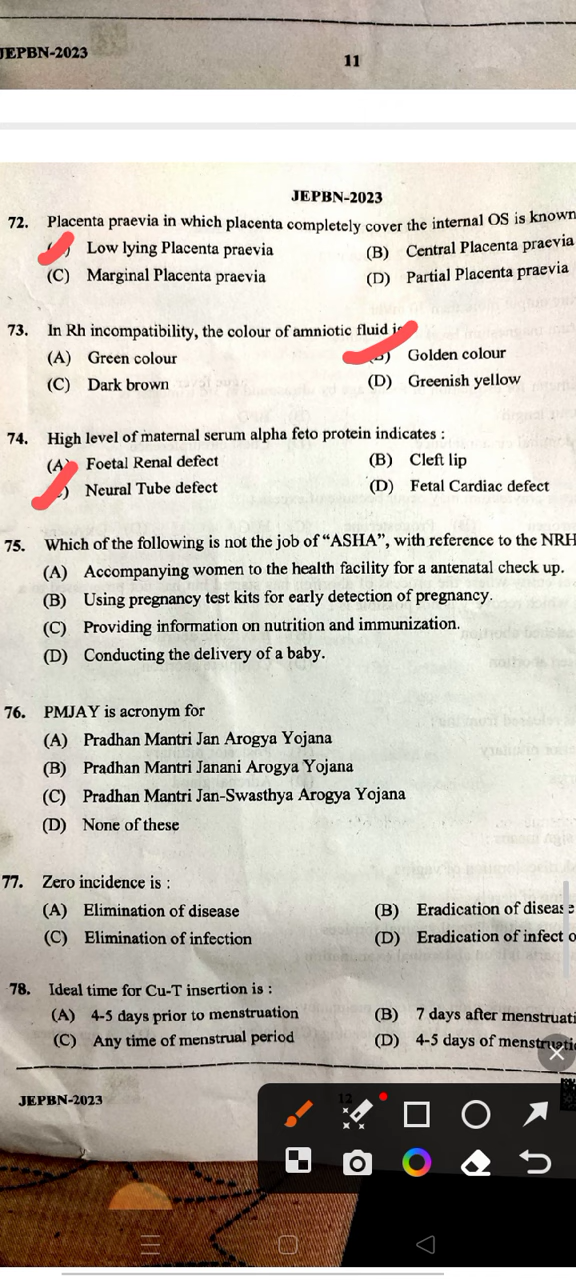 JEPBN-2023
11
JEPBN-2023
72. Placenta praevia in which placenta completely cover the internal OS is known
Low lying Placenta praevia (B) Central Placenta praevia
(C) Marginal Placenta praevia (D) Partial Placenta praevia
73. In Rh incompatibility, the colour of amniotic fluid is
(A) Green colour (B) Golden colour
(C) Dark brown (D) Greenish yellow
74. High level of maternal serum alpha feto protein indicates :
(A) Foetal Renal defect (B) Cleft lip
Neural Tube defect (D) Fetal Cardiac defect
75. Which of the following is not the job of “ASHA”, with reference to the NRH
(A) Accompanying women to the health facility for a antenatal check up.
(B) Using pregnancy test kits for early detection of pregnancy.
(C) Providing information on nutrition and immunization.
(D) Conducting the delivery of a baby.
76. PMJAY is acronym for
(A) Pradhan Mantri Jan Arogya Yojana
(B) Pradhan Mantri Janani Arogya Yojana
(C) Pradhan Mantri Jan-Swasthya Arogya Yojana
(D) None of these
77. Zero incidence is :
(A) Elimination of disease (B) Eradication of disease
(C) Elimination of infection (D) Eradication of infect o
78. Ideal time for Cu-T insertion is :
(A) 4-5 days prior to menstruation (B) 7 days after menstruati
(C) Any time of menstrual period (D) 4-5 days of menstruatio
JEPBN-2023
12